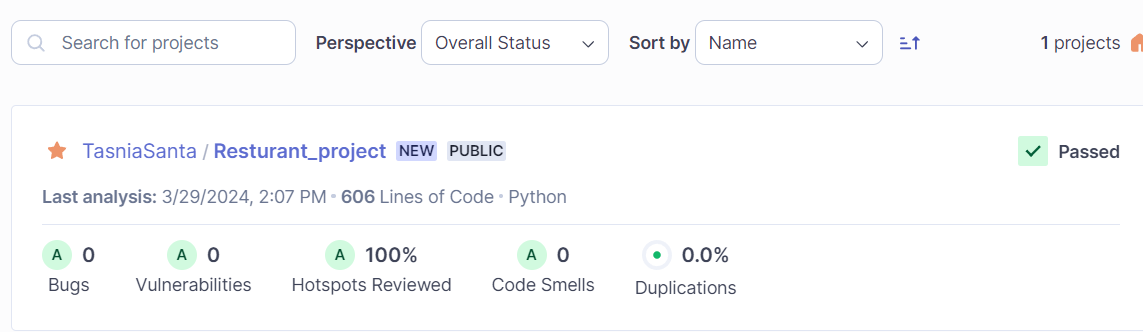 Search for projects Perspective Overall Status Sort by Name 1 projects
TasniaSanta / Resturant_project NEW PUBLIC Passed
Last analysis: 3/29/2024, 2:07 PM • 606 Lines of Code • Python
A 0 A 0 A 100% A 0 0.0%
Bugs Vulnerabilities Hotspots Reviewed Code Smells Duplications